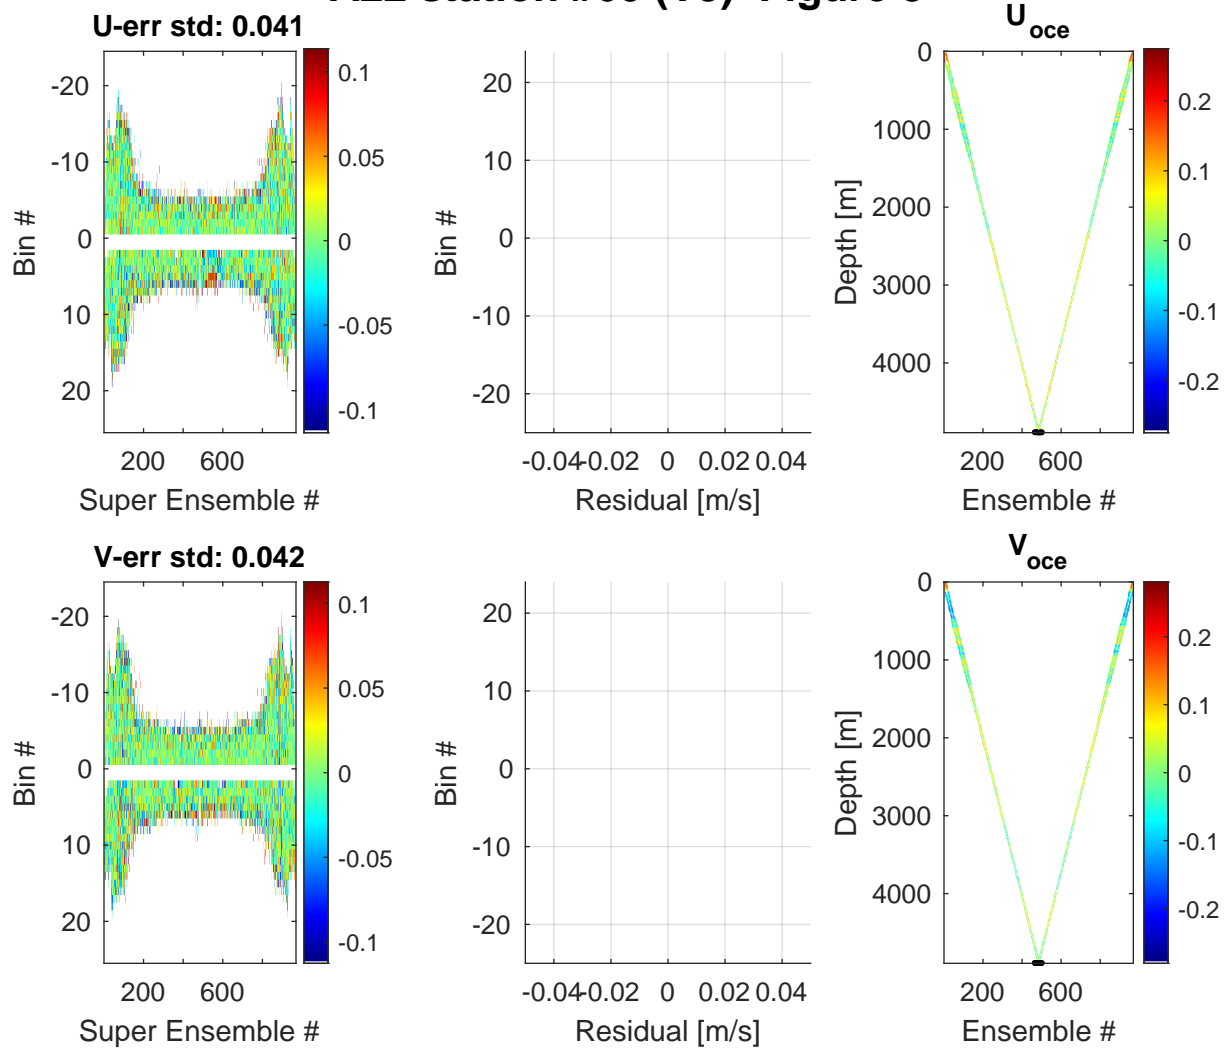 Figure
U-err std: 0.041
U oce
-20
-10
0
10
20
Bin #
200 600
Super Ensemble #
0.1
0.05
0
-0.05
-0.1
20
10
0
-10
-20
Bin #
-0.04 -0.02 0 0.02 0.04
Residual [m/s]
0
1000
2000
3000
4000
Depth [m]
200 600
Ensemble #
0.2
0.1
0
-0.1
-0.2
V-err std: 0.042
V oce
-20
-10
0
10
20
Bin #
200 600
Super Ensemble #
0.1
0.05
0
-0.05
-0.1
20
10
0
-10
-20
Bin #
-0.04 -0.02 0 0.02 0.04
Residual [m/s]
0
1000
2000
3000
4000
Depth [m]
200 600
Ensemble #
0.2
0.1
0
-0.1
-0.2